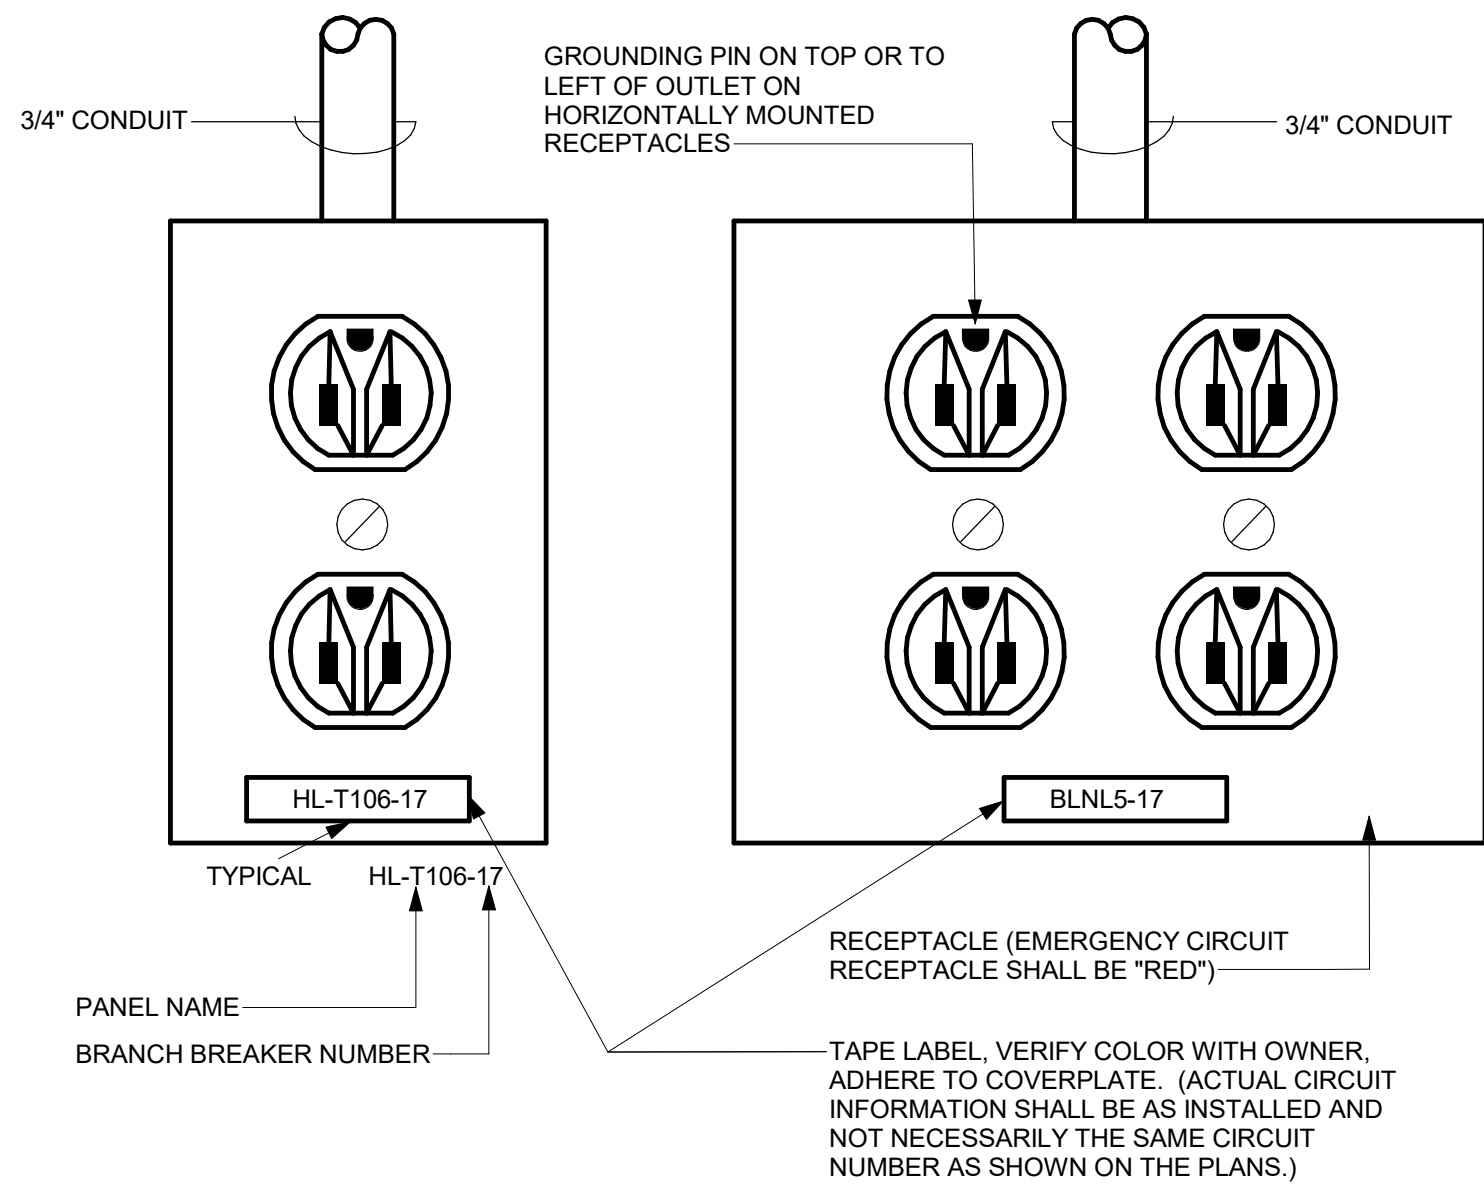 GROUNDING PIN ON TOP OR TO
LEFT OF OUTLET ON
HORIZONTALLY MOUNTED
RECEPTACLES
3/4" CONDUIT
3/4" CONDUIT
HL-T106-17
BLNL5-17
TYPICAL
HL-T106-17
PANEL NAME
BRANCH BREAKER NUMBER
RECEPTACLE (EMERGENCY CIRCUIT
RECEPTACLE SHALL BE "RED")
TAPE LABEL, VERIFY COLOR WITH OWNER,
ADHERE TO COVERPLATE.  (ACTUAL CIRCUIT
INFORMATION SHALL BE AS INSTALLED AND
NOT NECESSARILY THE SAME CIRCUIT
NUMBER AS SHOWN ON THE PLANS.)